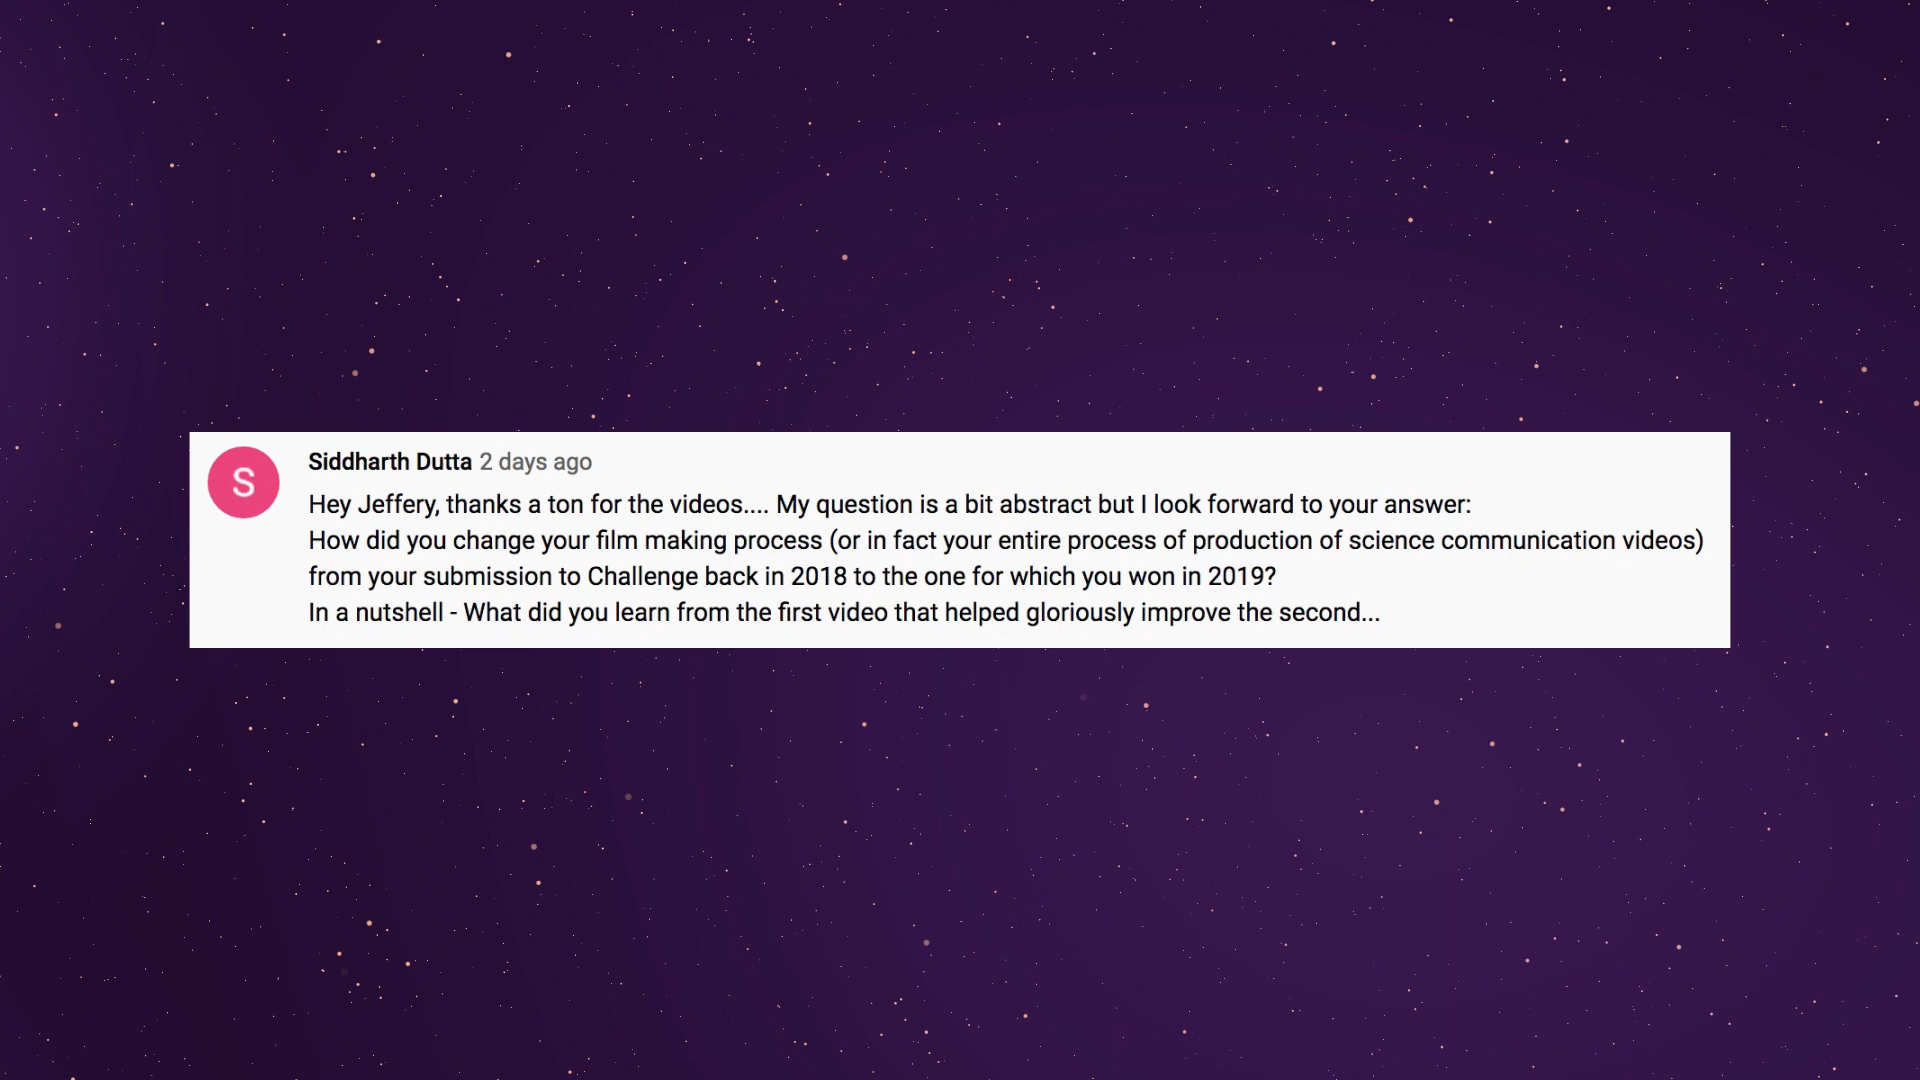 S
Siddharth Dutta 2 days ago
Hey Jeffery, thanks a ton for the videos.... My question is a bit abstract but I look forward to your answer:
How did you change your film making process (or in fact your entire process of production of science communication videos)
from your submission to Challenge back in 2018 to the one for which you won in 2019?
In a nutshell - What did you learn from the first video that helped gloriously improve the second...